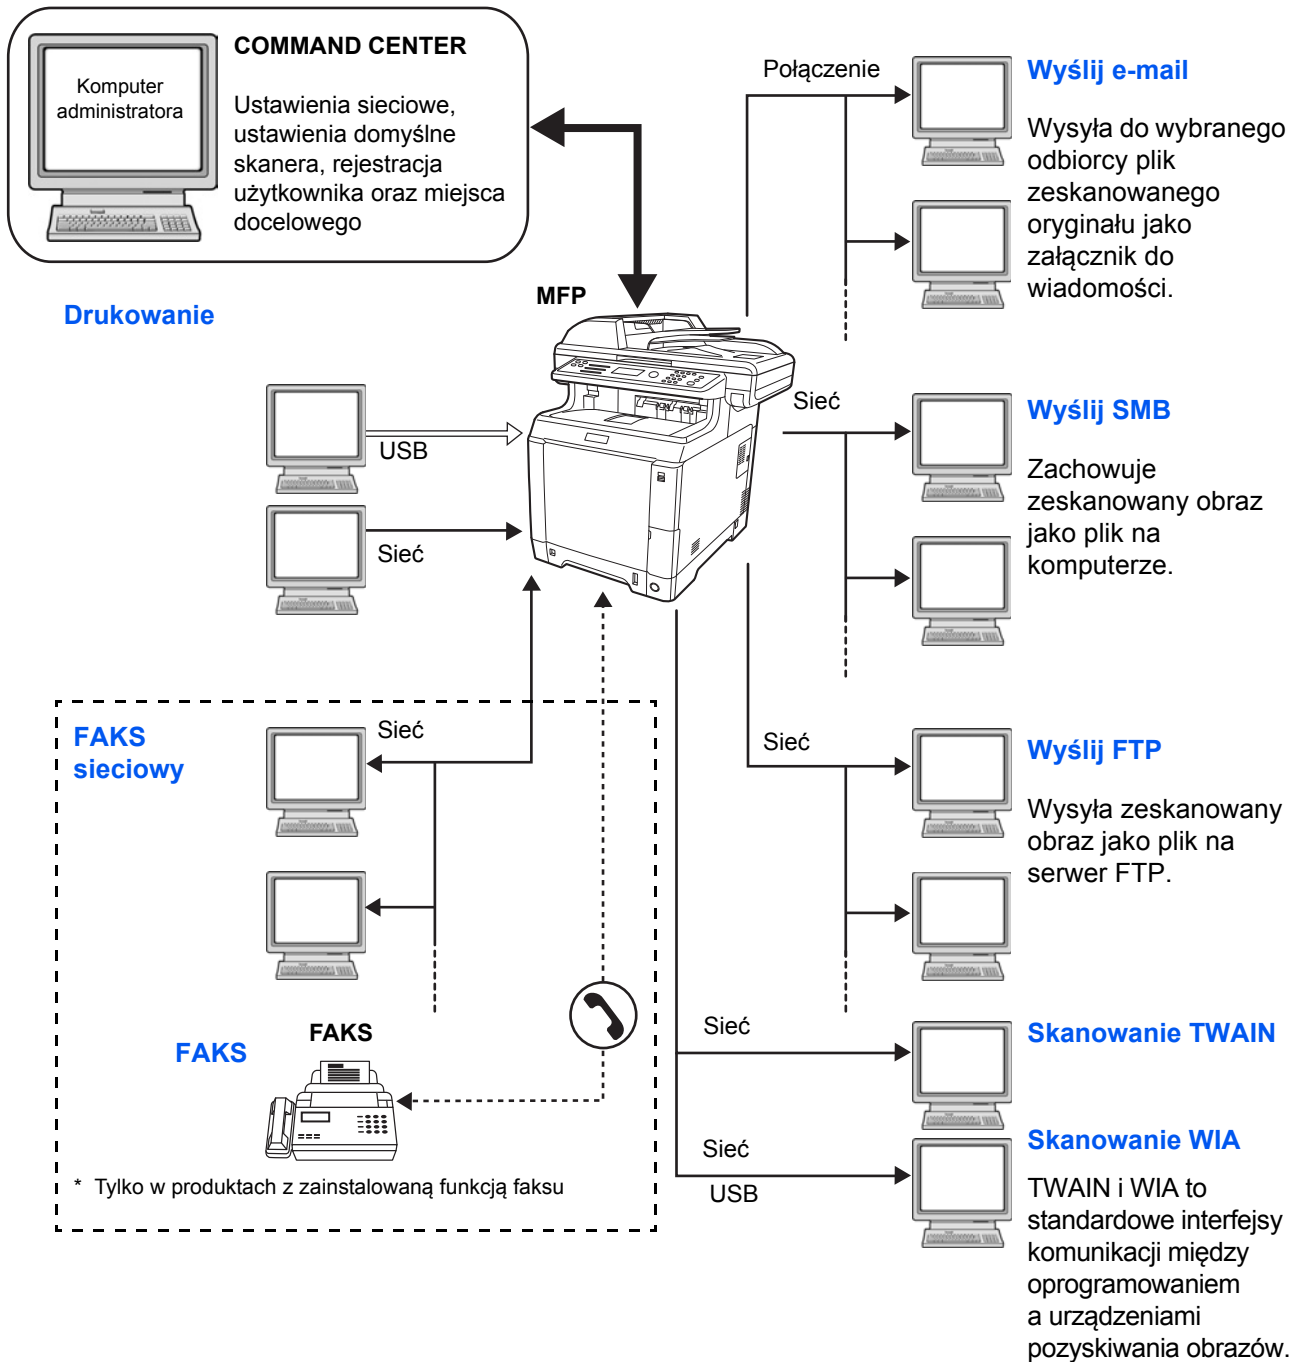 COMMAND CENTER
Komputer
administratora
Ustawienia sieciowe,
ustawienia domyślne
skanera, rejestracja
użytkownika oraz miejsca
docelowego
Połączenie
Wyślij e-mail
Wysyła do wybranego
odbiorcy plik
zeskanowanego
oryginału jako
załącznik do
wiadomości.
MFP
Drukowanie
USB
Sieć
Sieć
Wyślij SMB
Zachowuje
zeskanowany obraz
jako plik na
komputerze.
FAKS
sieciowy
Sieć
Sieć
Wyślij FTP
Wysyła zeskanowany
obraz jako plik na
serwer FTP.
FAKS
FAKS
* Tylko w produktach z zainstalowaną funkcją faksu
Sieć
Skanowanie TWAIN
Sieć
USB
Skanowanie WIA
TWAIN i WIA to
standardowe interfejsy
komunikacji między
oprogramowaniem
a urządzeniami
pozyskiwania obrazów.